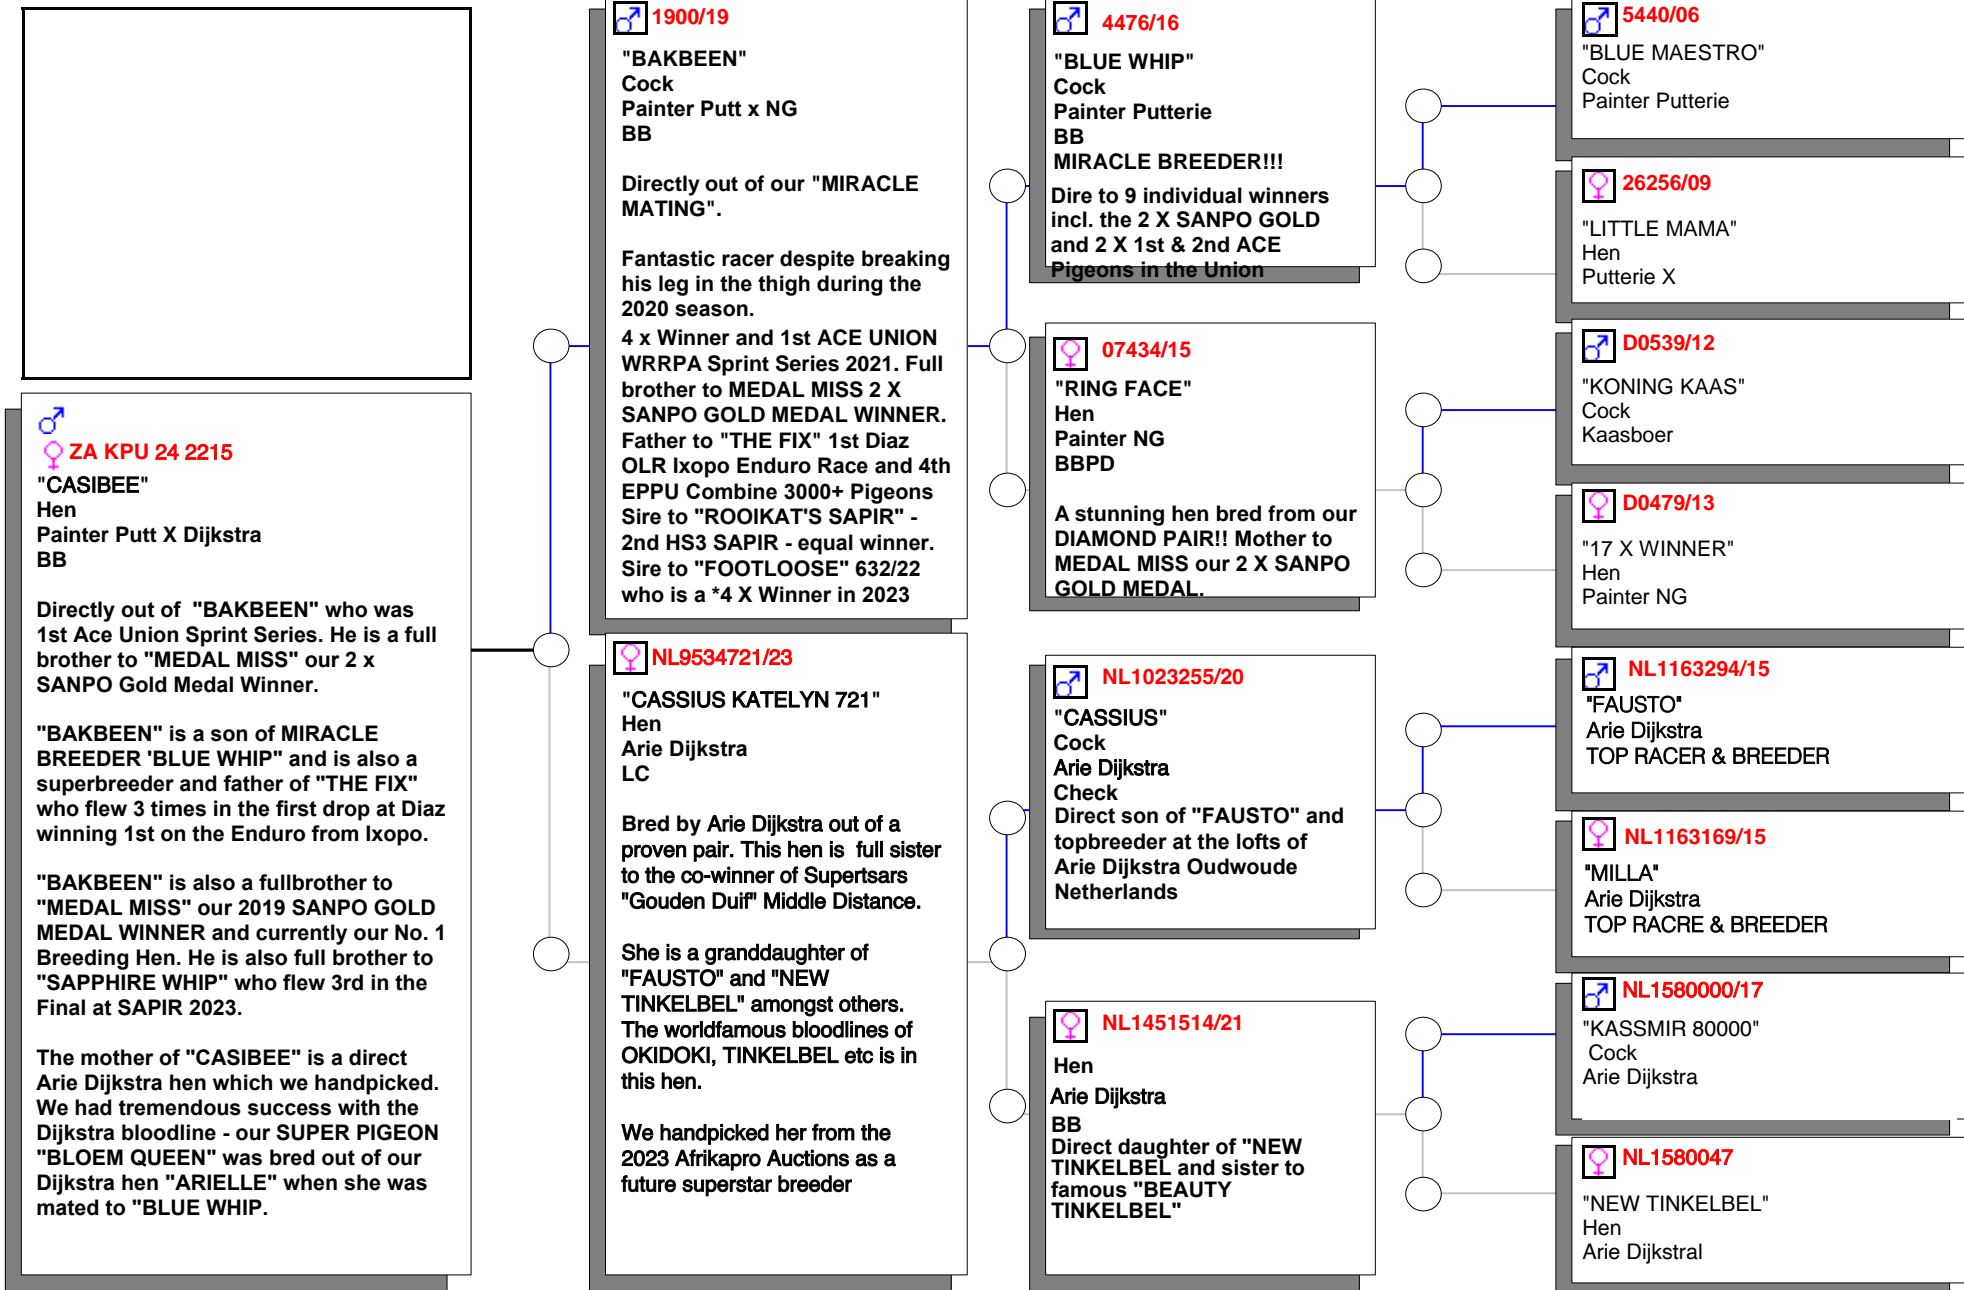 ZA KPU 24 2215
"CASIBEE"
Hen
Painter Putt X Dijkstra
BB
Directly out of  "BAKBEEN" who was
1st Ace Union Sprint Series. He is a full
brother to "MEDAL MISS" our 2 x
SANPO Gold Medal Winner.
"BAKBEEN" is a son of MIRACLE
BREEDER 'BLUE WHIP" and is also a
superbreeder and father of "THE FIX"
who flew 3 times in the first drop at Diaz
winning 1st on the Enduro from Ixopo.
"BAKBEEN" is also a fullbrother to
"MEDAL MISS" our 2019 SANPO GOLD
MEDAL WINNER and currently our No. 1
Breeding Hen. He is also full brother to
"SAPPHIRE WHIP" who flew 3rd in the
Final at SAPIR 2023.
The mother of "CASIBEE" is a direct
Arie Dijkstra hen which we handpicked.
We had tremendous success with the
Dijkstra bloodline - our SUPER PIGEON
"BLOEM QUEEN" was bred out of our
Dijkstra hen "ARIELLE" when she was
mated to "BLUE WHIP.
1900/19
"BAKBEEN"
Cock
Painter Putt x NG
BB
Directly out of our "MIRACLE
MATING".
Fantastic racer despite breaking
his leg in the thigh during the
2020 season.
4 x Winner and 1st ACE UNION
WRRPA Sprint Series 2021. Full
brother to MEDAL MISS 2 X
SANPO GOLD MEDAL WINNER.
Father to "THE FIX" 1st Diaz
OLR Ixopo Enduro Race and 4th
EPPU Combine 3000+ Pigeons
Sire to "ROOIKAT'S SAPIR" -
2nd HS3 SAPIR - equal winner.
Sire to "FOOTLOOSE" 632/22
who is a *4 X Winner in 2023
NL9534721/23
"CASSIUS KATELYN 721"
Hen
Arie Dijkstra
LC
Bred by Arie Dijkstra out of a
proven pair. This hen is  full sister
to the co-winner of Supertsars
"Gouden Duif" Middle Distance.
She is a granddaughter of
"FAUSTO" and "NEW
TINKELBEL" amongst others.
The worldfamous bloodlines of
OKIDOKI, TINKELBEL etc is in
this hen.
We handpicked her from the
2023 Afrikapro Auctions as a
future superstar breeder
4476/16
"BLUE WHIP"
Cock
Painter Putterie
BB
MIRACLE BREEDER!!!
Dire to 9 individual winners
incl. the 2 X SANPO GOLD
and 2 X 1st & 2nd ACE
Pigeons in the Union
07434/15
"RING FACE"
Hen
Painter NG
BBPD
A stunning hen bred from our
DIAMOND PAIR!! Mother to
MEDAL MISS our 2 X SANPO
GOLD MEDAL.
NL1023255/20
"CASSIUS"
Cock
Arie Dijkstra
Check
Direct son of "FAUSTO" and
topbreeder at the lofts of
Arie Dijkstra Oudwoude
Netherlands
NL1451514/21
Hen
Arie Dijkstra
BB
Direct daughter of "NEW
TINKELBEL and sister to
famous "BEAUTY
TINKELBEL"
5440/06
"BLUE MAESTRO"
Cock
Painter Putterie
26256/09
"LITTLE MAMA"
Hen
Putterie X
D0539/12
"KONING KAAS"
Cock
Kaasboer
D0479/13
"17 X WINNER"
Hen
Painter NG
NL1163294/15
"FAUSTO"
Arie Dijkstra
TOP RACER & BREEDER
NL1163169/15
"MILLA"
Arie Dijkstra
TOP RACRE & BREEDER
NL1580000/17
"KASSMIR 80000"
Cock
Arie Dijkstra
NL1580047
"NEW TINKELBEL"
Hen
Arie Dijkstral